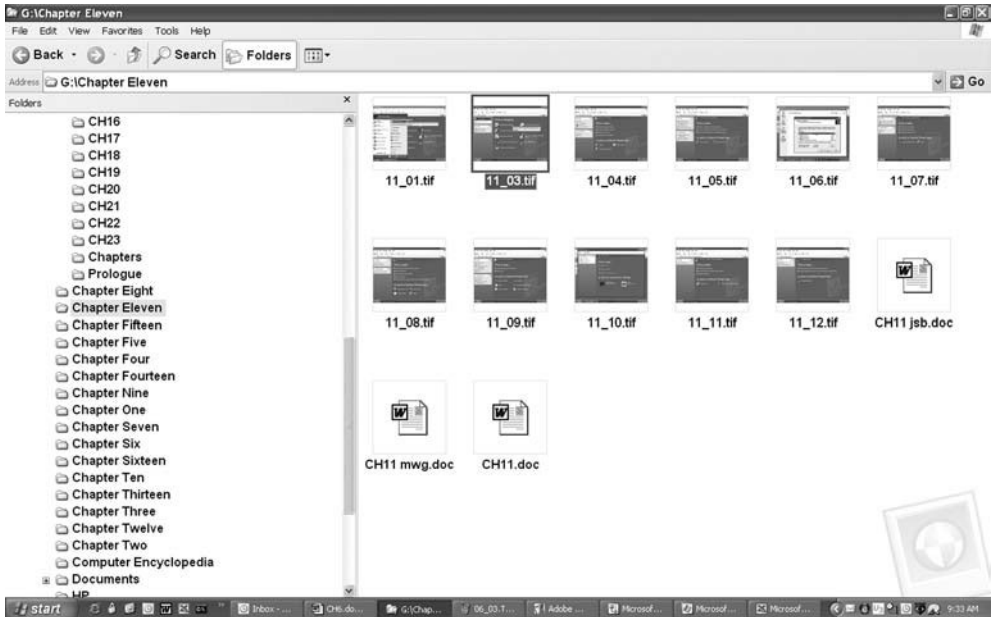 G:\Chapter Eleven
File Edit View Favorites Tools Help
Back Search Folders
Address G:\Chapter Eleven Go
Folders
CH16
CH17
CH18
CH19
CH20
CH21
CH22
CH23
Chapters
Prologue
Chapter Eight
Chapter Eleven
Chapter Fifteen
Chapter Five
Chapter Four
Chapter Fourteen
Chapter Nine
Chapter One
Chapter Seven
Chapter Six
Chapter Sixteen
Chapter Ten
Chapter Thirteen
Chapter Three
Chapter Twelve
Chapter Two
Computer Encyclopedia
Documents
HP
11_01.tif 11_03.tif 11_04.tif 11_05.tif 11_06.tif 11_07.tif
11_08.tif 11_09.tif 11_10.tif 11_11.tif 11_12.tif CH11 jsb.doc
CH11 mwg.doc CH11.doc
start Inbox - ... CH6.do... G:\Chap... 06_03.T... Adobe ... Microsof... Microsof... Microsof... 9:33 AM